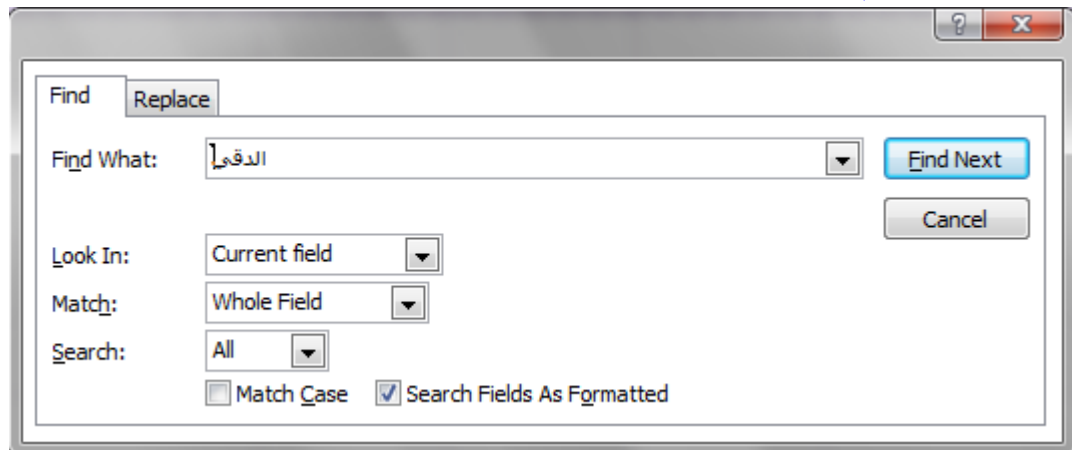 Find Replace
Find What: الدقي Find Next
Cancel
Look In: Current field
Match: Whole Field
Search: All
Match Case Search Fields As Formatted